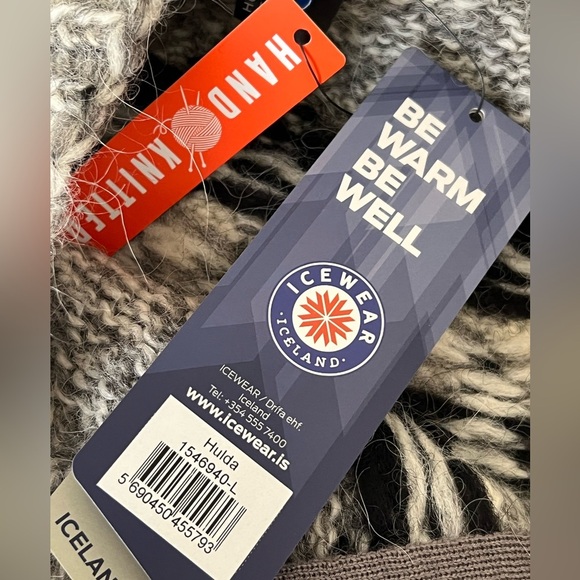 HAND
KNITTE
BE
WARM
BE
WELL
ICEWEAR
·ICELAND·
ICEWEAR / Drífa ehf.
Iceland
Tel: +354 555 7400
www.icewear.is
Hulda
1546940-L
5 690450 455793
ICELAN